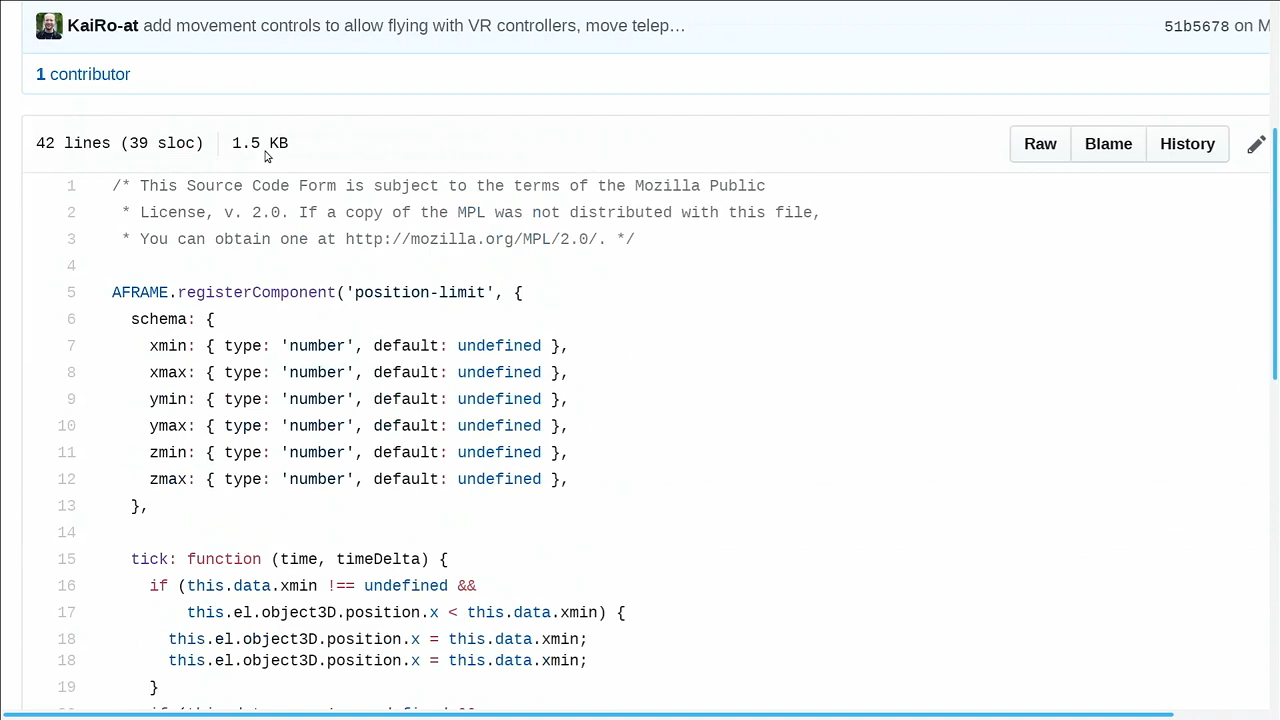 KaiRo-at add movement controls to allow flying with VR controllers, move telep… 51b5678 on M
1 contributor
42 lines (39 sloc) 1.5 KB Raw Blame History
1 /* This Source Code Form is subject to the terms of the Mozilla Public
2 * License, v. 2.0. If a copy of the MPL was not distributed with this file,
3 * You can obtain one at http://mozilla.org/MPL/2.0/. */
4
5 AFRAME.registerComponent('position-limit', {
6 schema: {
7 xmin: { type: 'number', default: undefined },
8 xmax: { type: 'number', default: undefined },
9 ymin: { type: 'number', default: undefined },
10 ymax: { type: 'number', default: undefined },
11 zmin: { type: 'number', default: undefined },
12 zmax: { type: 'number', default: undefined },
13 },
14
15 tick: function (time, timeDelta) {
16 if (this.data.xmin !== undefined &&
17 this.el.object3D.position.x < this.data.xmin) {
18 this.el.object3D.position.x = this.data.xmin;
18 this.el.object3D.position.x = this.data.xmin;
19 }